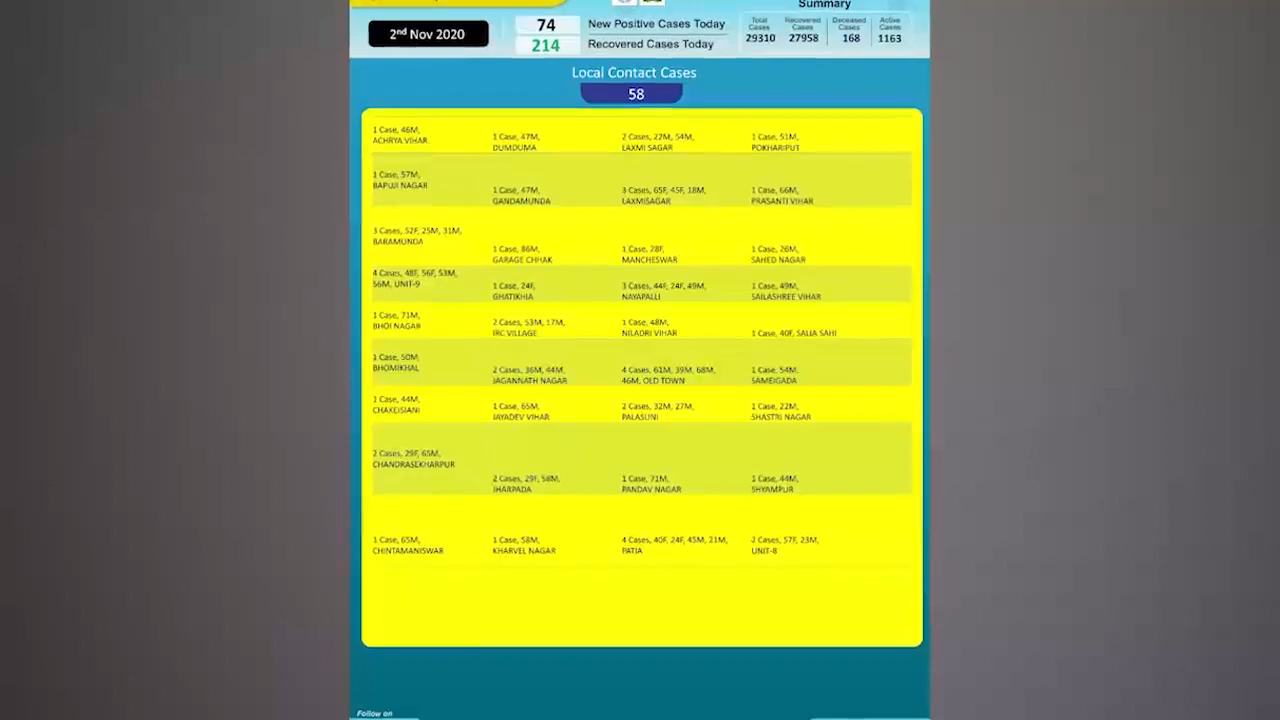 Summary
2nd Nov 2020
74 New Positive Cases Today
214 Recovered Cases Today
Total Cases 29310
Recovered Cases 27958
Deceased Cases 168
Active Cases 1163
Local Contact Cases
58
1 Case, 46M,
ACHRYA VIHAR
1 Case, 47M,
DUMDUMA
2 Cases, 22M, 54M,
LAXMI SAGAR
1 Case, 51M,
POKHARIPUT
1 Case, 57M,
BAPUJI NAGAR
1 Case, 47M,
GANDAMUNDA
3 Cases, 65F, 45F, 18M,
LAXMISAGAR
1 Case, 66M,
PRASANTI VIHAR
3 Cases, 52F, 25M, 31M,
BARAMUNDA
1 Case, 86M,
GARAGE CHHAK
1 Case, 28F,
MANCHESWAR
1 Case, 26M,
SAHED NAGAR
4 Cases, 48F, 56F, 53M,
56M, UNIT-9
1 Case, 24F,
GHATIKHIA
3 Cases, 44F, 24F, 49M,
NAYAPALLI
1 Case, 49M,
SAILASHREE VIHAR
1 Case, 71M,
BHOI NAGAR
2 Cases, 53M, 17M,
IRC VILLAGE
1 Case, 48M,
NILADRI VIHAR
1 Case, 40F, SALIA SAHI
1 Case, 50M,
BHOMIKHAL
2 Cases, 36M, 44M,
JAGANNATH NAGAR
4 Cases, 61M, 39M, 68M,
46M, OLD TOWN
1 Case, 54M,
SAMEIGADA
1 Case, 44M,
CHAKEISIANI
1 Case, 65M,
JAYADEV VIHAR
2 Cases, 32M, 27M,
PALASUNI
1 Case, 22M,
SHASTRI NAGAR
2 Cases, 29F, 65M,
CHANDRASEKHARPUR
2 Cases, 29F, 58M,
JHARPADA
1 Case, 71M,
PANDAV NAGAR
1 Case, 44M,
SHYAMPUR
1 Case, 65M,
CHINTAMANISWAR
1 Case, 58M,
KHARVEL NAGAR
4 Cases, 40F, 24F, 45M, 21M,
PATIA
2 Cases, 57F, 23M,
UNIT-8
Follow on